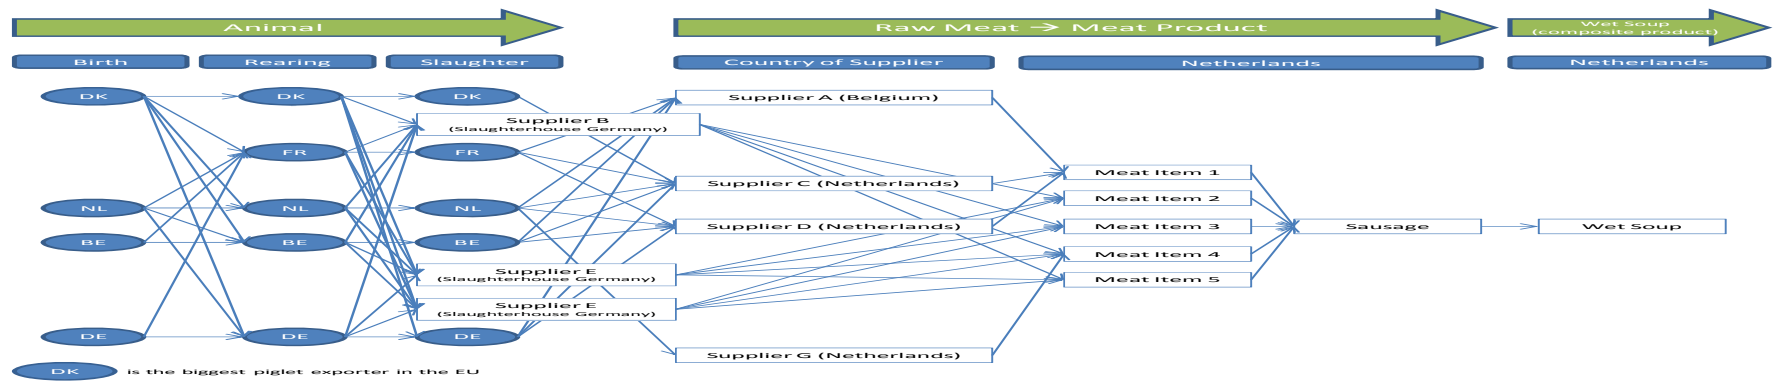 Animal
Raw Meat → Meat Product
Wet Soup
(composite product)
Birth
Rearing
Slaughter
Country of Supplier
Netherlands
Netherlands
DK
DK
DK
Supplier A (Belgium)
Supplier B
(Slaughterhouse Germany)
FR
FR
Meat Item 1
Supplier C (Netherlands)
Meat Item 2
NL
NL
NL
Supplier D (Netherlands)
Meat Item 3
Sausage
Wet Soup
BE
BE
BE
Meat Item 4
Supplier E
(Slaughterhouse Germany)
Meat Item 5
Supplier E
(Slaughterhouse Germany)
DE
DE
DE
Supplier G (Netherlands)
DK is the biggest piglet exporter in the EU